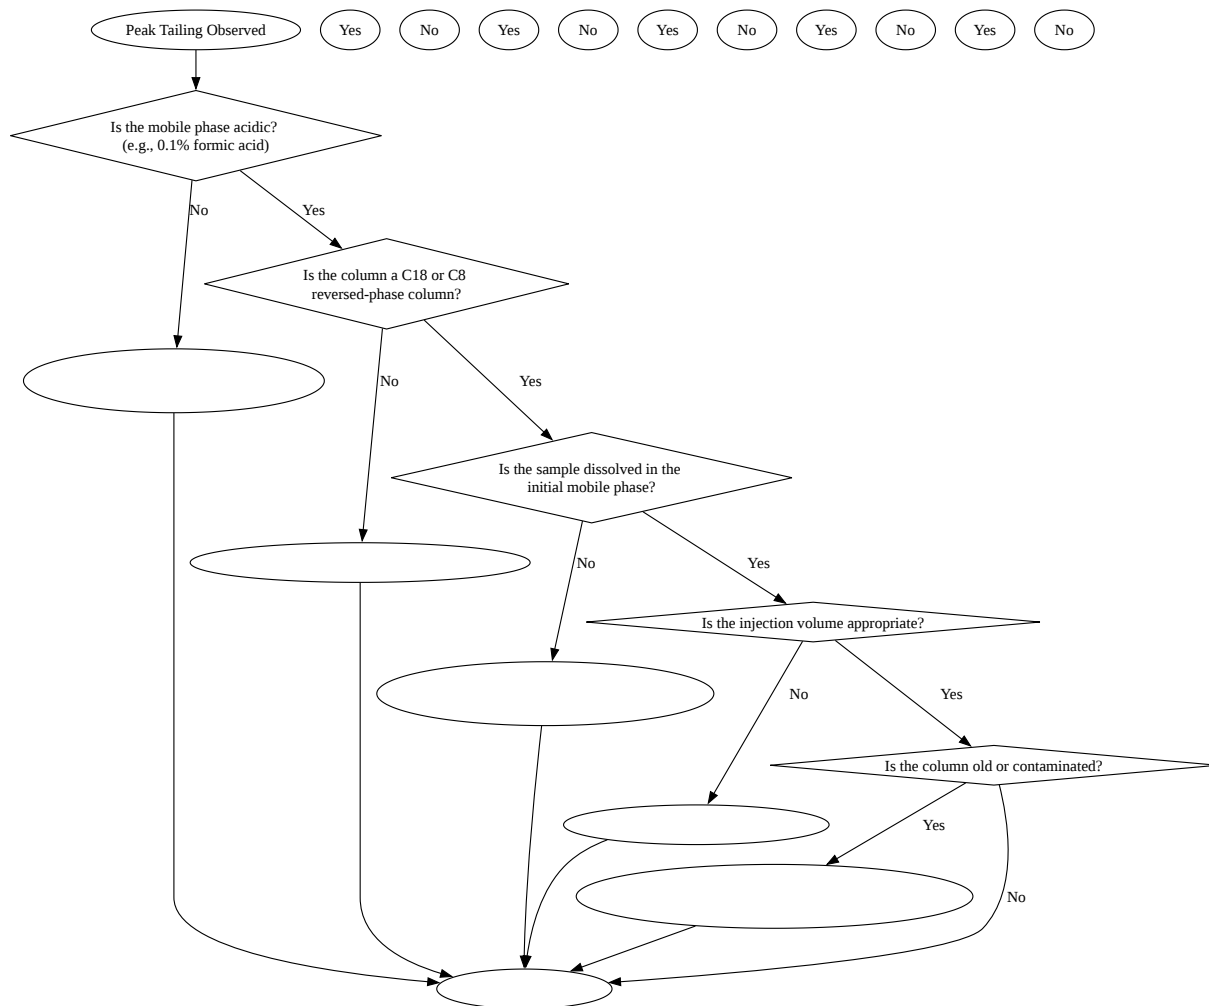 Peak Tailing Observed
Yes
No
Yes
No
Yes
No
Yes
No
Yes
No
Is the mobile phase acidic?
(e.g., 0.1% formic acid)
No
Yes
Is the column a C18 or C8
reversed-phase column?
No
Yes
Is the sample dissolved in the
initial mobile phase?
No
Yes
Is the injection volume appropriate?
No
Yes
Is the column old or contaminated?
Yes
No